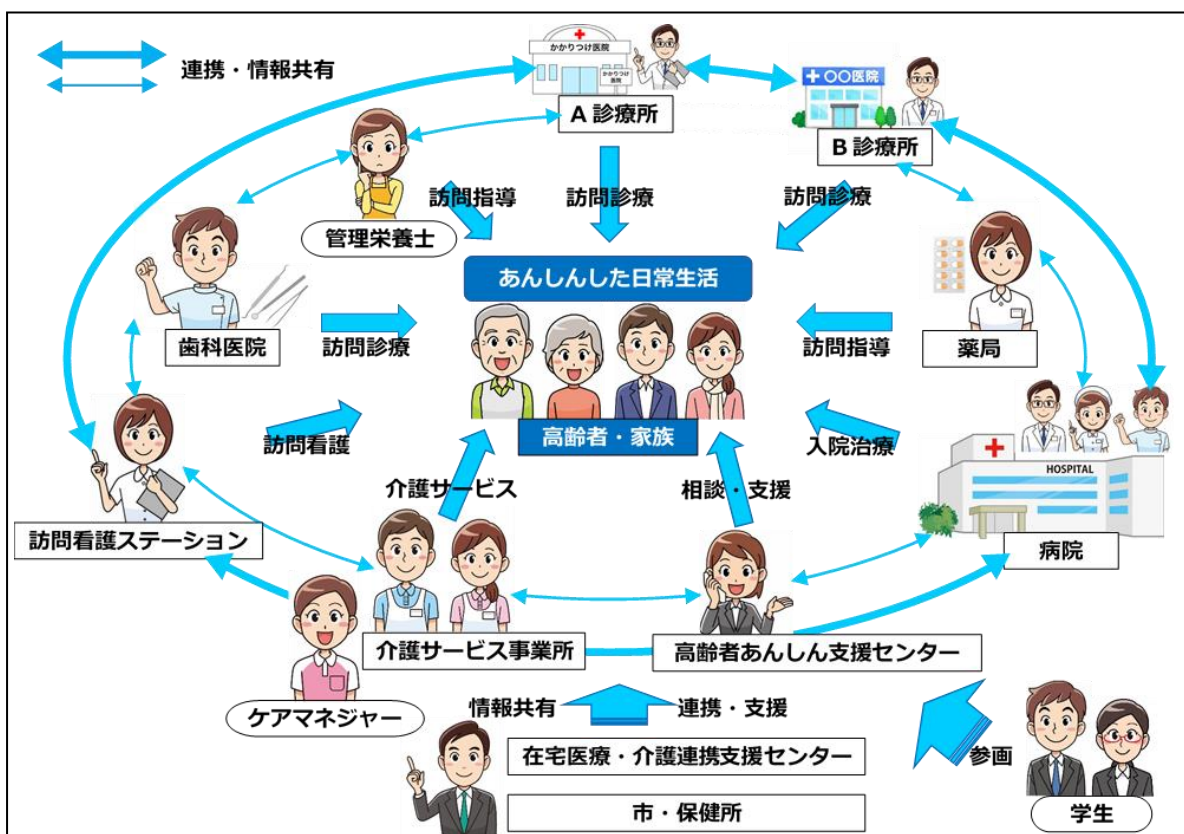 連携・情報共有
かかりつけ医院
かかりつけ
医院
A 診療所
〇〇医院
B 診療所
管理栄養士
訪問指導
訪問診療
訪問診療
あんしんした日常生活
歯科医院
訪問診療
訪問指導
薬局
高齢者・家族
訪問看護
入院治療
HOSPITAL
介護サービス
相談・支援
訪問看護ステーション
病院
介護サービス事業所
高齢者あんしん支援センター
ケアマネジャー
情報共有
連携・支援
在宅医療・介護連携支援センター
参画
市・保健所
学生